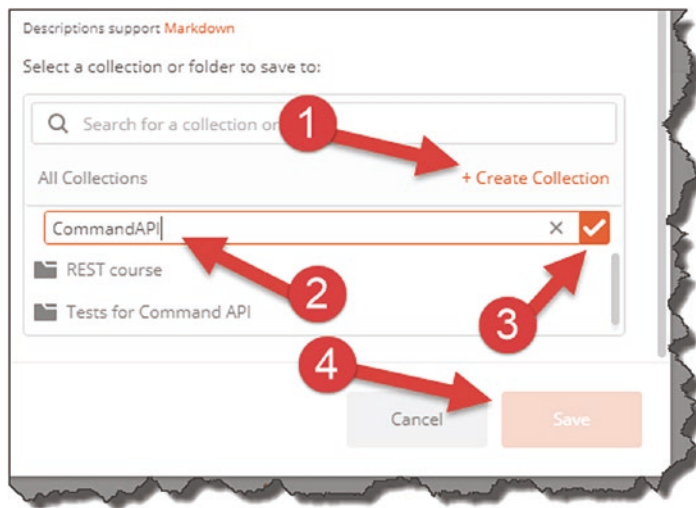 Descriptions support Markdown
Select a collection or folder to save to:
Search for a collection or
1
All Collections
+ Create Collection
CommandAPI
REST course
2
Tests for Command API
3
4
Cancel
Save